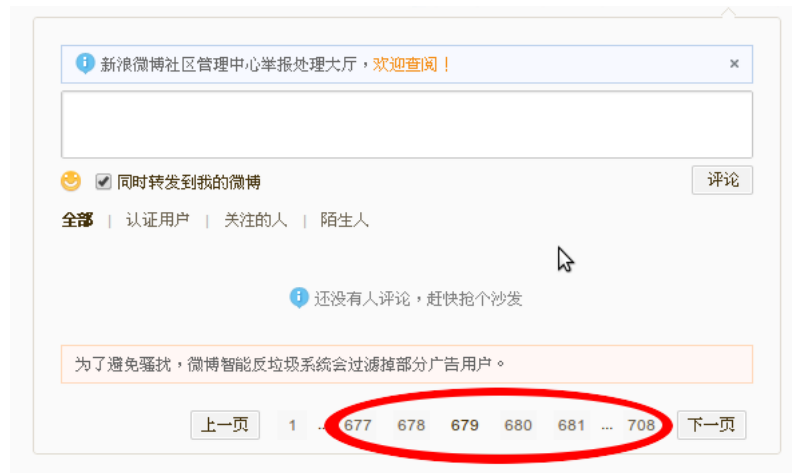 新浪微博社区管理中心举报处理大厅，欢迎查阅！ ×
同时转发到我的微博 评论
全部 | 认证用户 | 关注的人 | 陌生人
还没有人评论，赶快抢个沙发
为了避免骚扰，微博智能反垃圾系统会过滤掉部分广告用户。
上一页 1 ... 677 678 679 680 681 ... 708 下一页